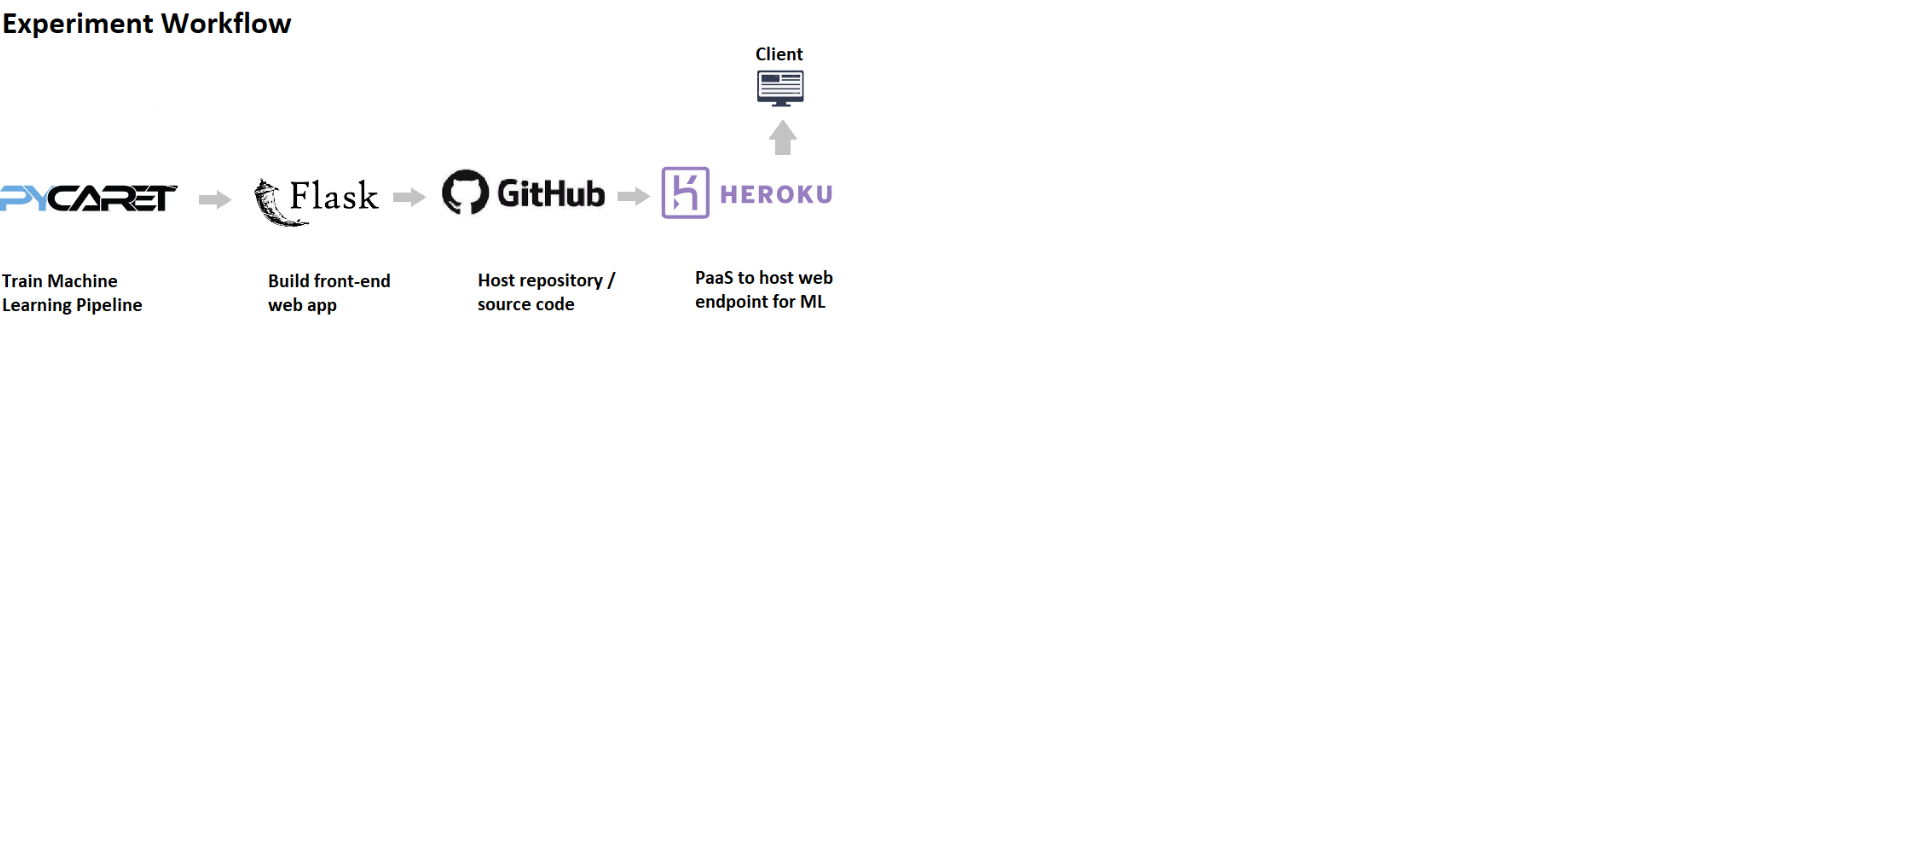 Experiment Workflow
Client
PYCARET
Flask
GitHub
HEROKU
Train Machine
Learning Pipeline
Build front-end
web app
Host repository /
source code
PaaS to host web
endpoint for ML